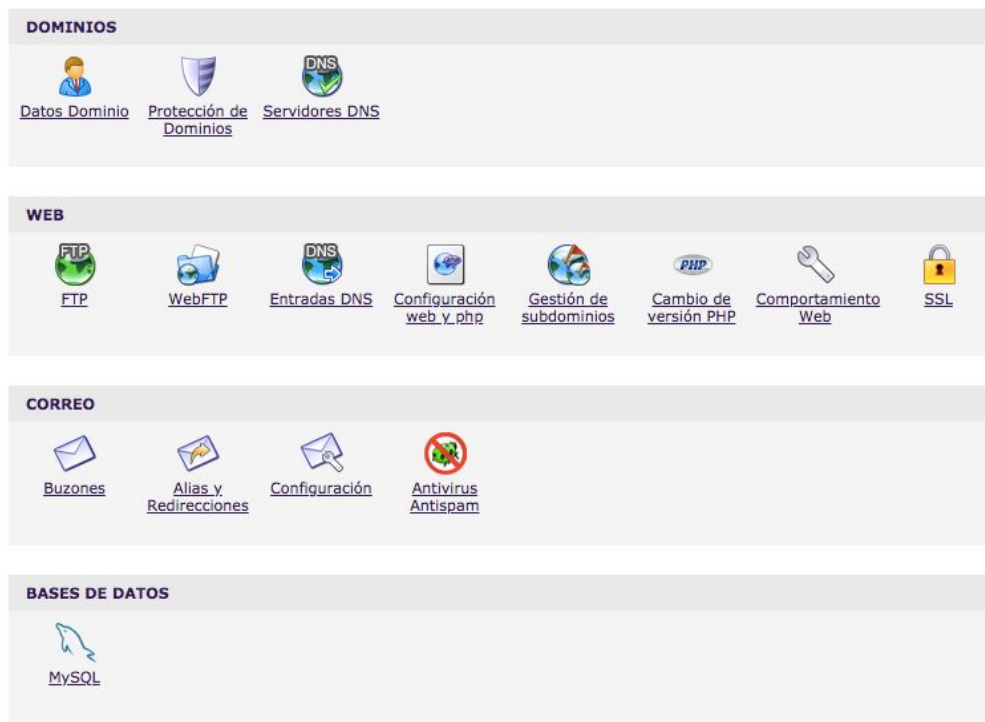 DOMINIOS
DNS
Datos Dominio
Protección de
Dominios
Servidores DNS
WEB
FTP
DNS
PHP
FTP
WebFTP
Entradas DNS
Configuración
web y php
Gestión de
subdominios
Cambio de
versión PHP
Comportamiento
Web
SSL
CORREO
Buzones
Alias y
Redirecciones
Configuración
Antivirus
Antispam
BASES DE DATOS
MySQL